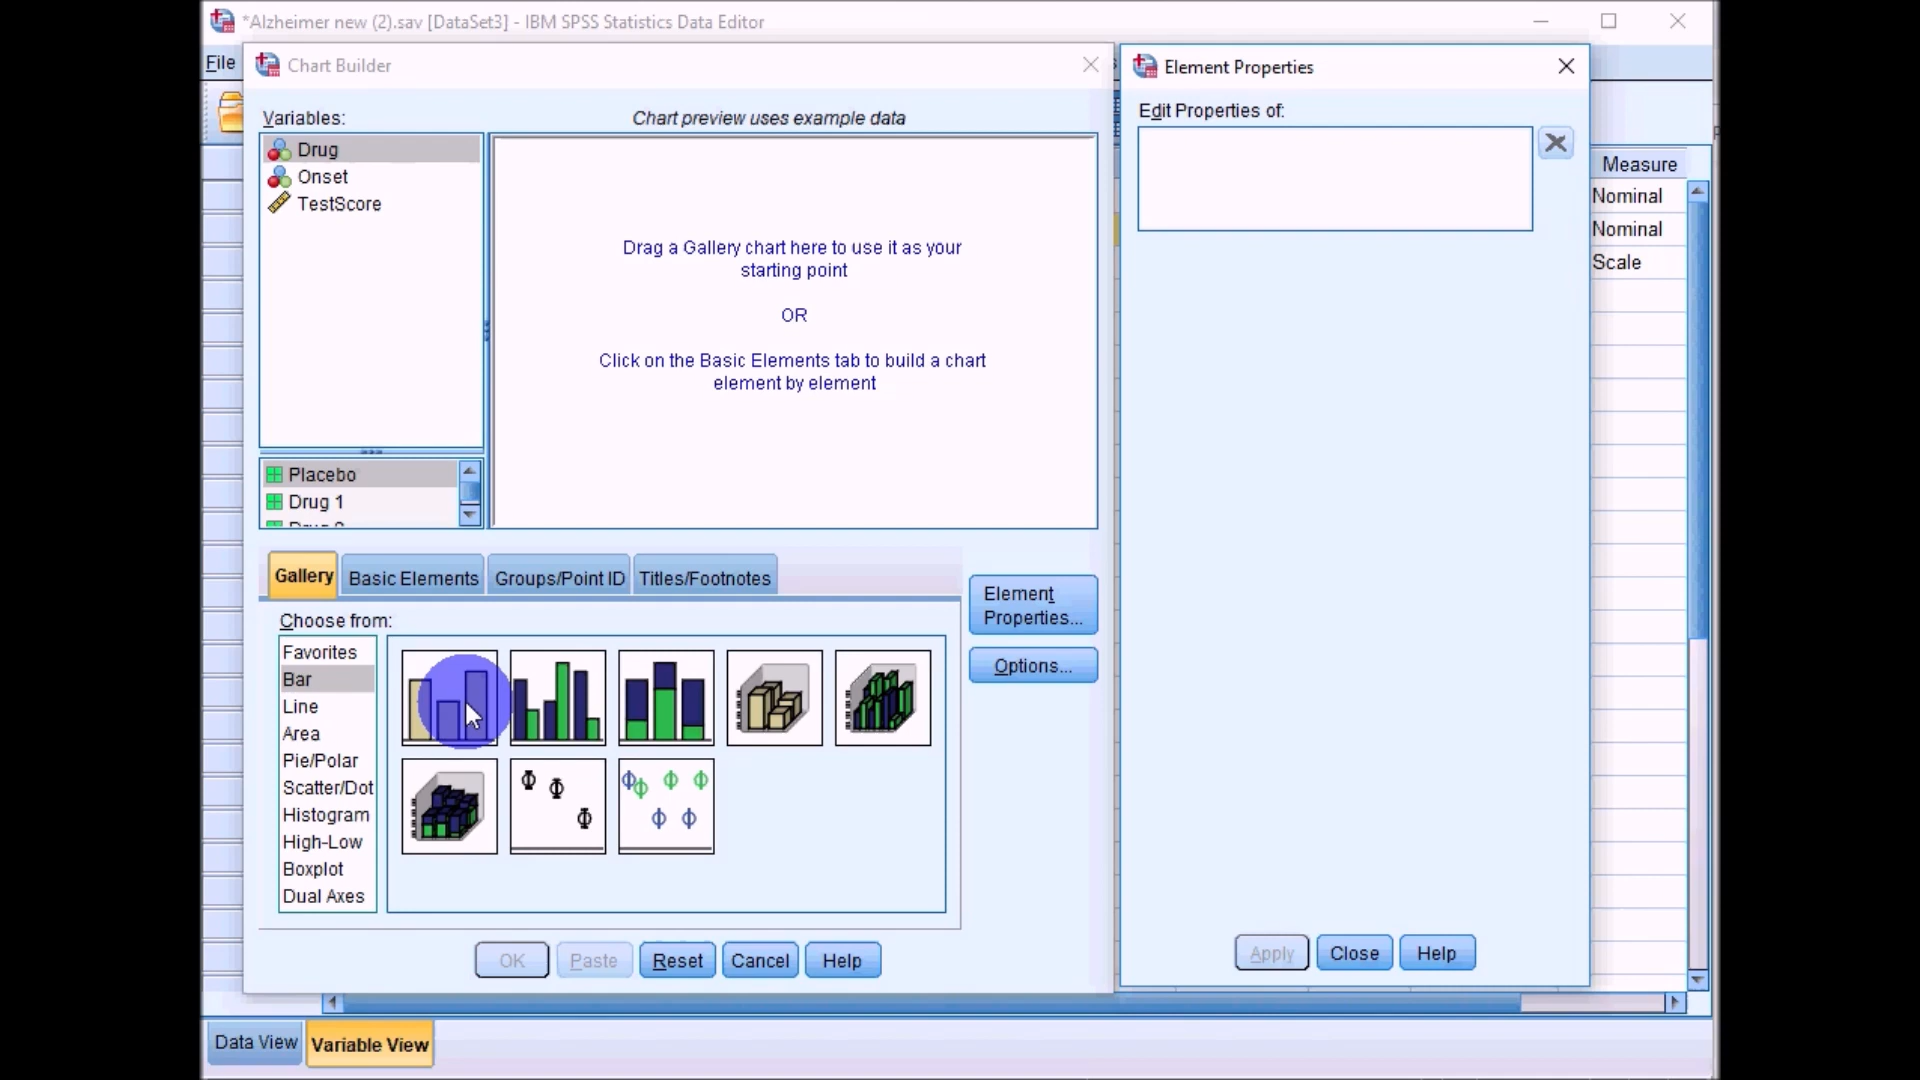 *Alzheimer new (2).sav [DataSet3] - IBM SPSS Statistics Data Editor
File
Chart Builder
Variables:
Chart preview uses example data
Drug
Onset
TestScore
Drag a Gallery chart here to use it as your
starting point
OR
Click on the Basic Elements tab to build a chart
element by element
Placebo
Drug 1
Gallery
Basic Elements
Groups/Point ID
Titles/Footnotes
Choose from:
Favorites
Bar
Line
Area
Pie/Polar
Scatter/Dot
Histogram
High-Low
Boxplot
Dual Axes
Element
Properties...
Options...
OK
Paste
Reset
Cancel
Help
Element Properties
Edit Properties of:
Apply
Close
Help
Measure
Nominal
Nominal
Scale
Data View
Variable View